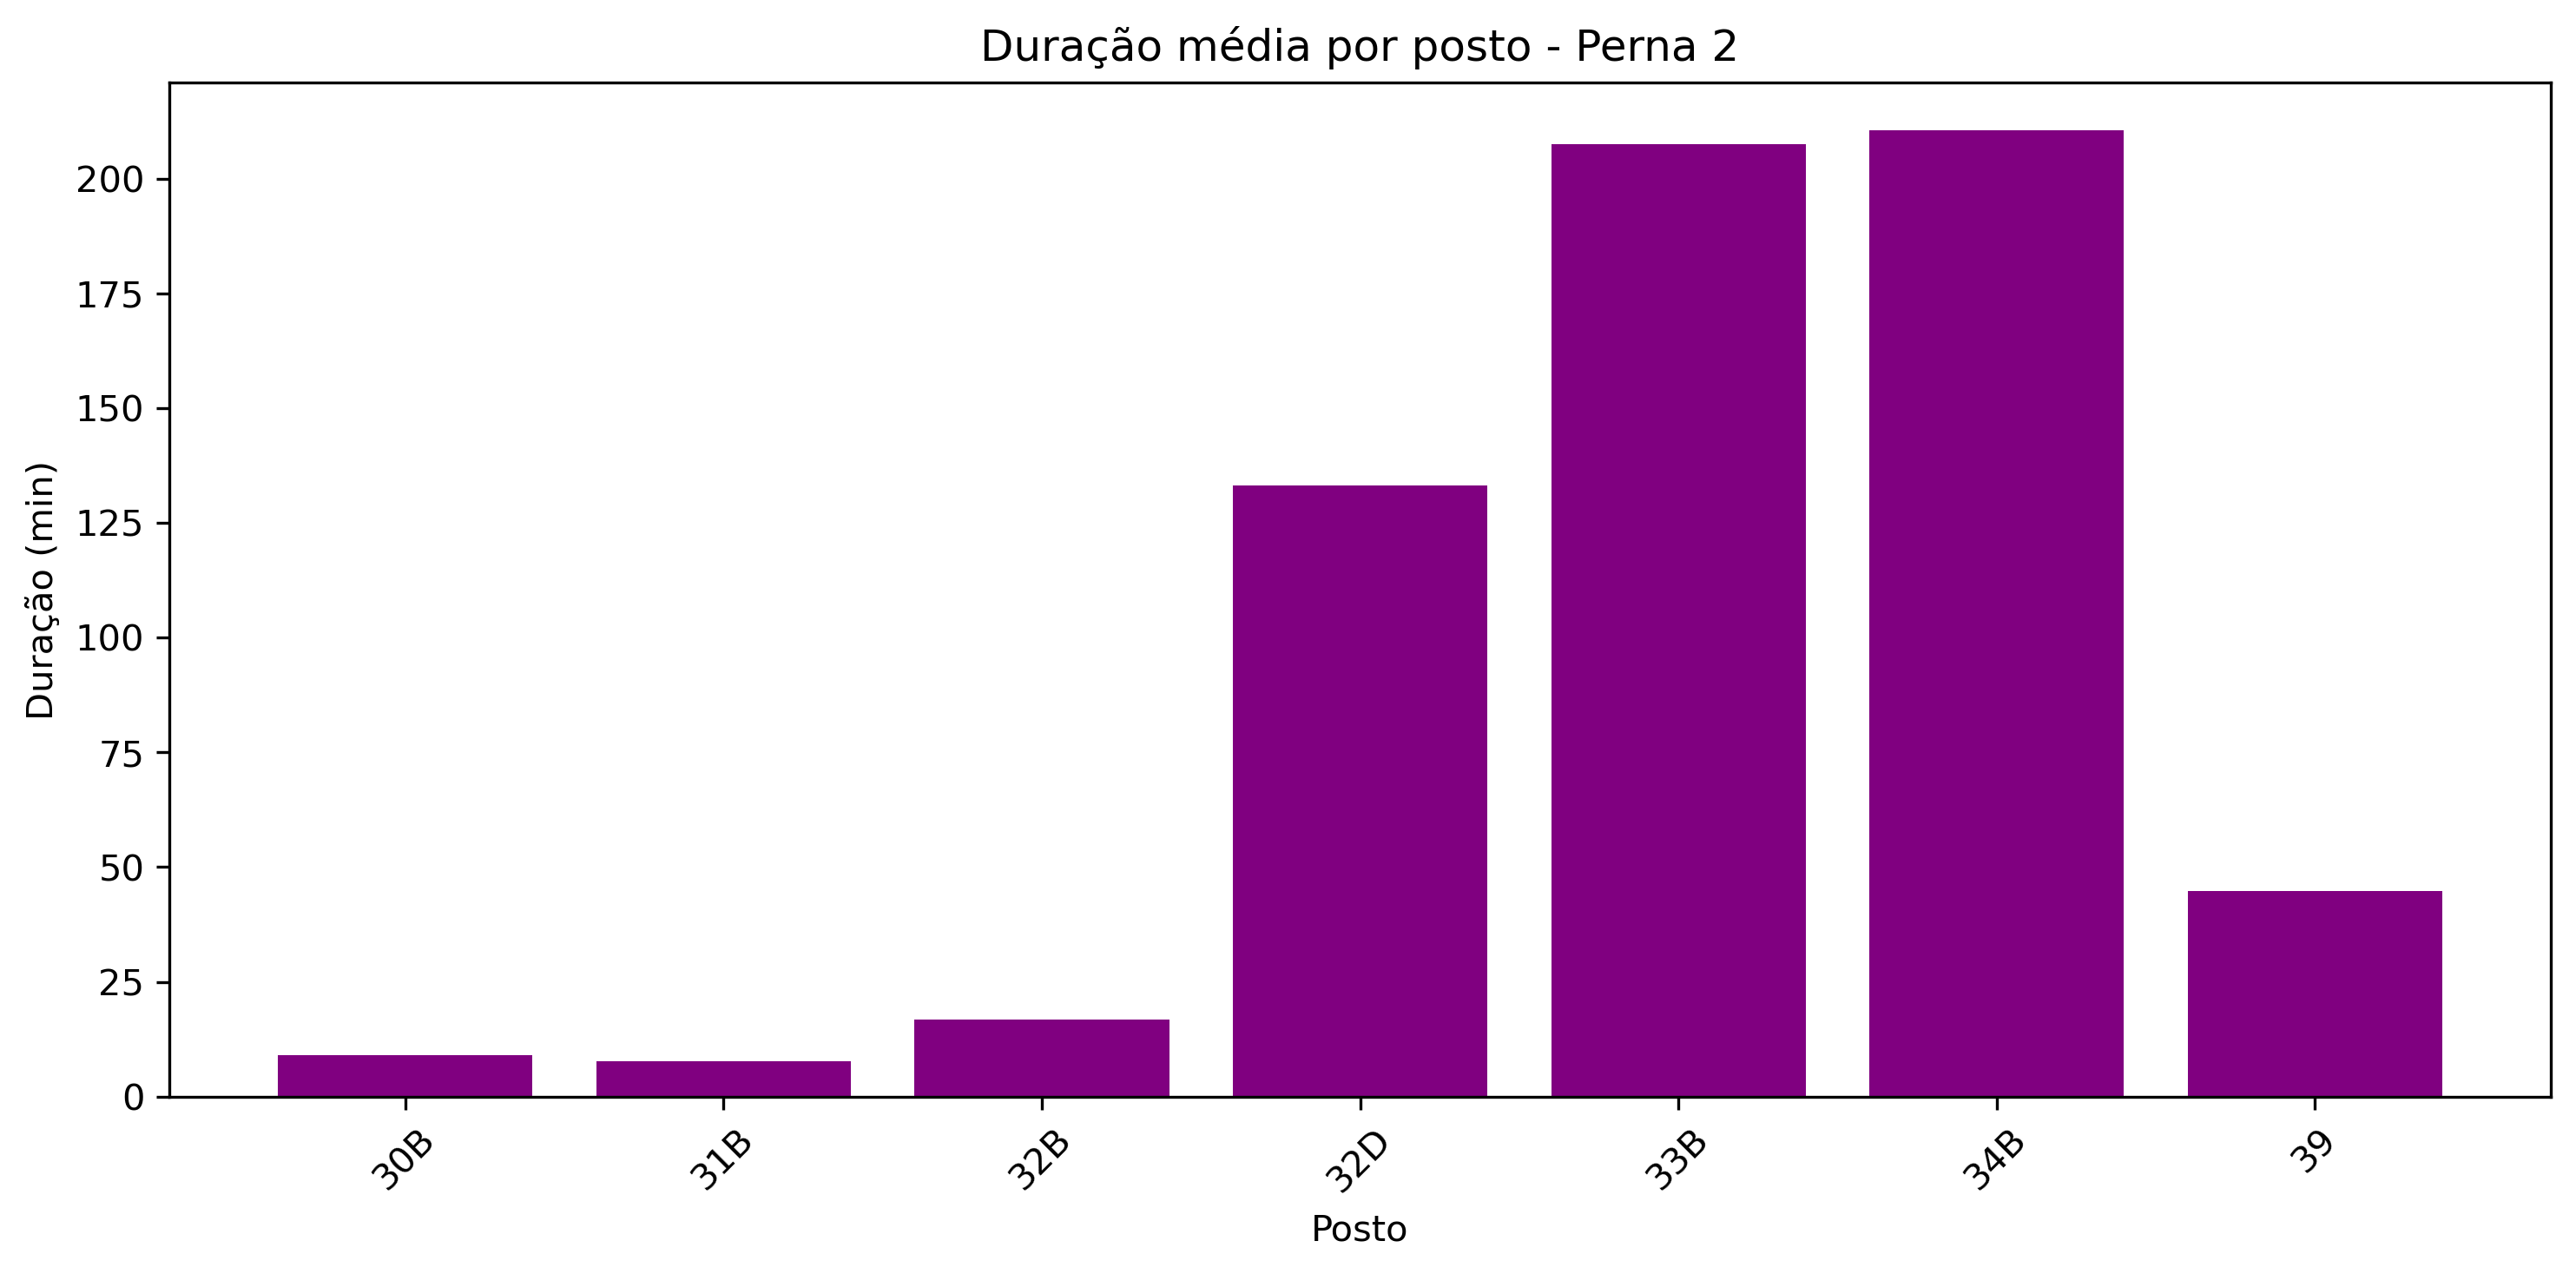 Duração média por posto - Perna 2
Duração (min)
200
175
150
125
100
75
50
25
0
30B
31B
32B
32D
33B
34B
39
Posto